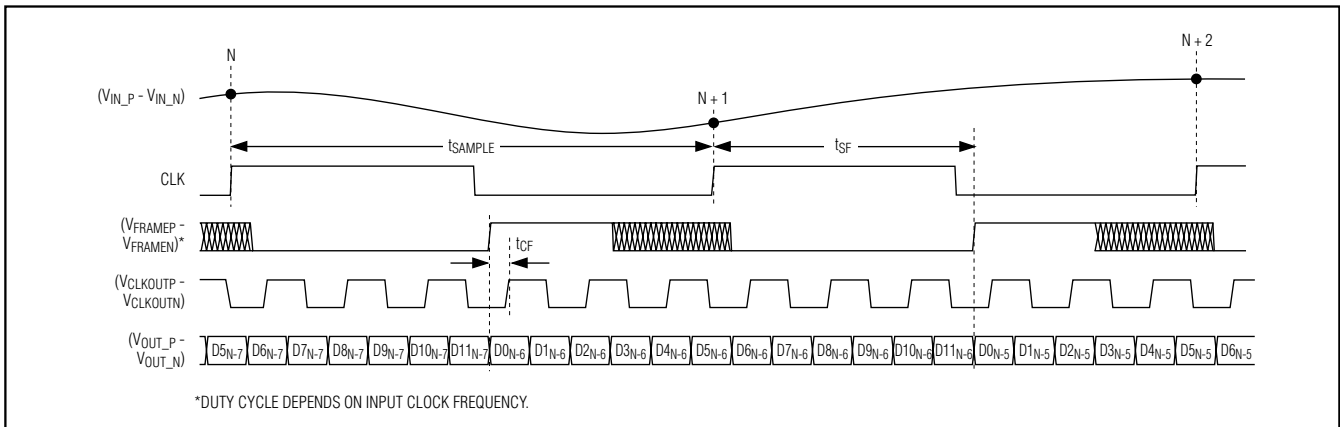 N
N + 2
(VIN_P - VIN_N)
N + 1
tSAMPLE
tSF
CLK
(VFRAMEP -
VFRAMEN)*
tCF
(VCLKOUTP -
VCLKOUTN)
(VOUT_P -
VOUT_N)
D5N-7 D6N-7 D7N-7 D8N-7 D9N-7 D10N-7 D11N-7 D0N-6 D1N-6 D2N-6 D3N-6 D4N-6 D5N-6 D6N-6 D7N-6 D8N-6 D9N-6 D10N-6 D11N-6 D0N-5 D1N-5 D2N-5 D3N-5 D4N-5 D5N-5 D6N-5
*DUTY CYCLE DEPENDS ON INPUT CLOCK FREQUENCY.